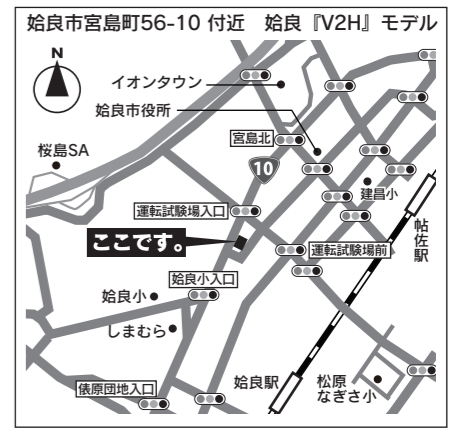 姶良市宮島町56-10 付近　姶良『V2H』モデル
N
イオンタウン
姶良市役所
宮島北
桜島SA
10
建昌小
運転試験場入口
帖佐駅
ここです。
運転試験場前
姶良小入口
姶良小
しまむら
姶良駅
松原
なぎさ小
俵原団地入口